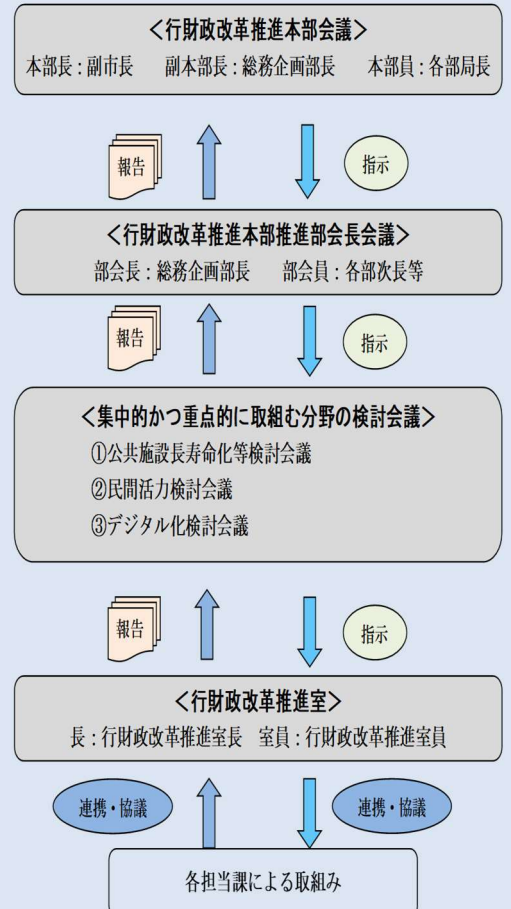 ＜行財政改革推進本部会議＞
本部長：副市長　副本部長：総務企画部長　本部員：各部局長
報告
指示
＜行財政改革推進本部推進部会長会議＞
部会長：総務企画部長　部会員：各部次長等
報告
指示
＜集中的かつ重点的に取組む分野の検討会議＞
①公共施設長寿命化等検討会議
②民間活力検討会議
③デジタル化検討会議
報告
指示
＜行財政改革推進室＞
長：行財政改革推進室長　室員：行財政改革推進室員
連携・協議
連携・協議
各担当課による取組み